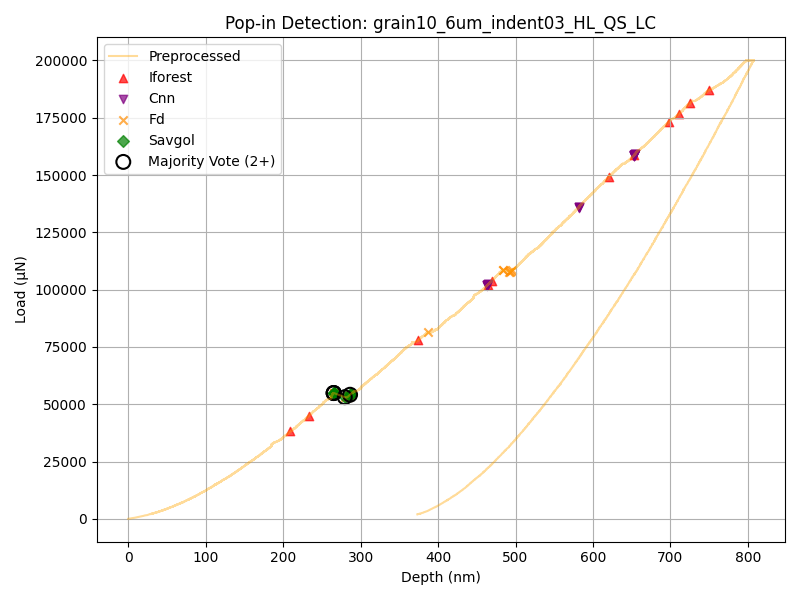 Pop-in Detection: grain10_6um_indent03_HL_QS_LC
Preprocessed
Iforest
Cnn
Fd
Savgol
Majority Vote (2+)
200000
175000
150000
125000
100000
75000
50000
25000
0
Load (µN)
0 100 200 300 400 500 600 700 800
Depth (nm)